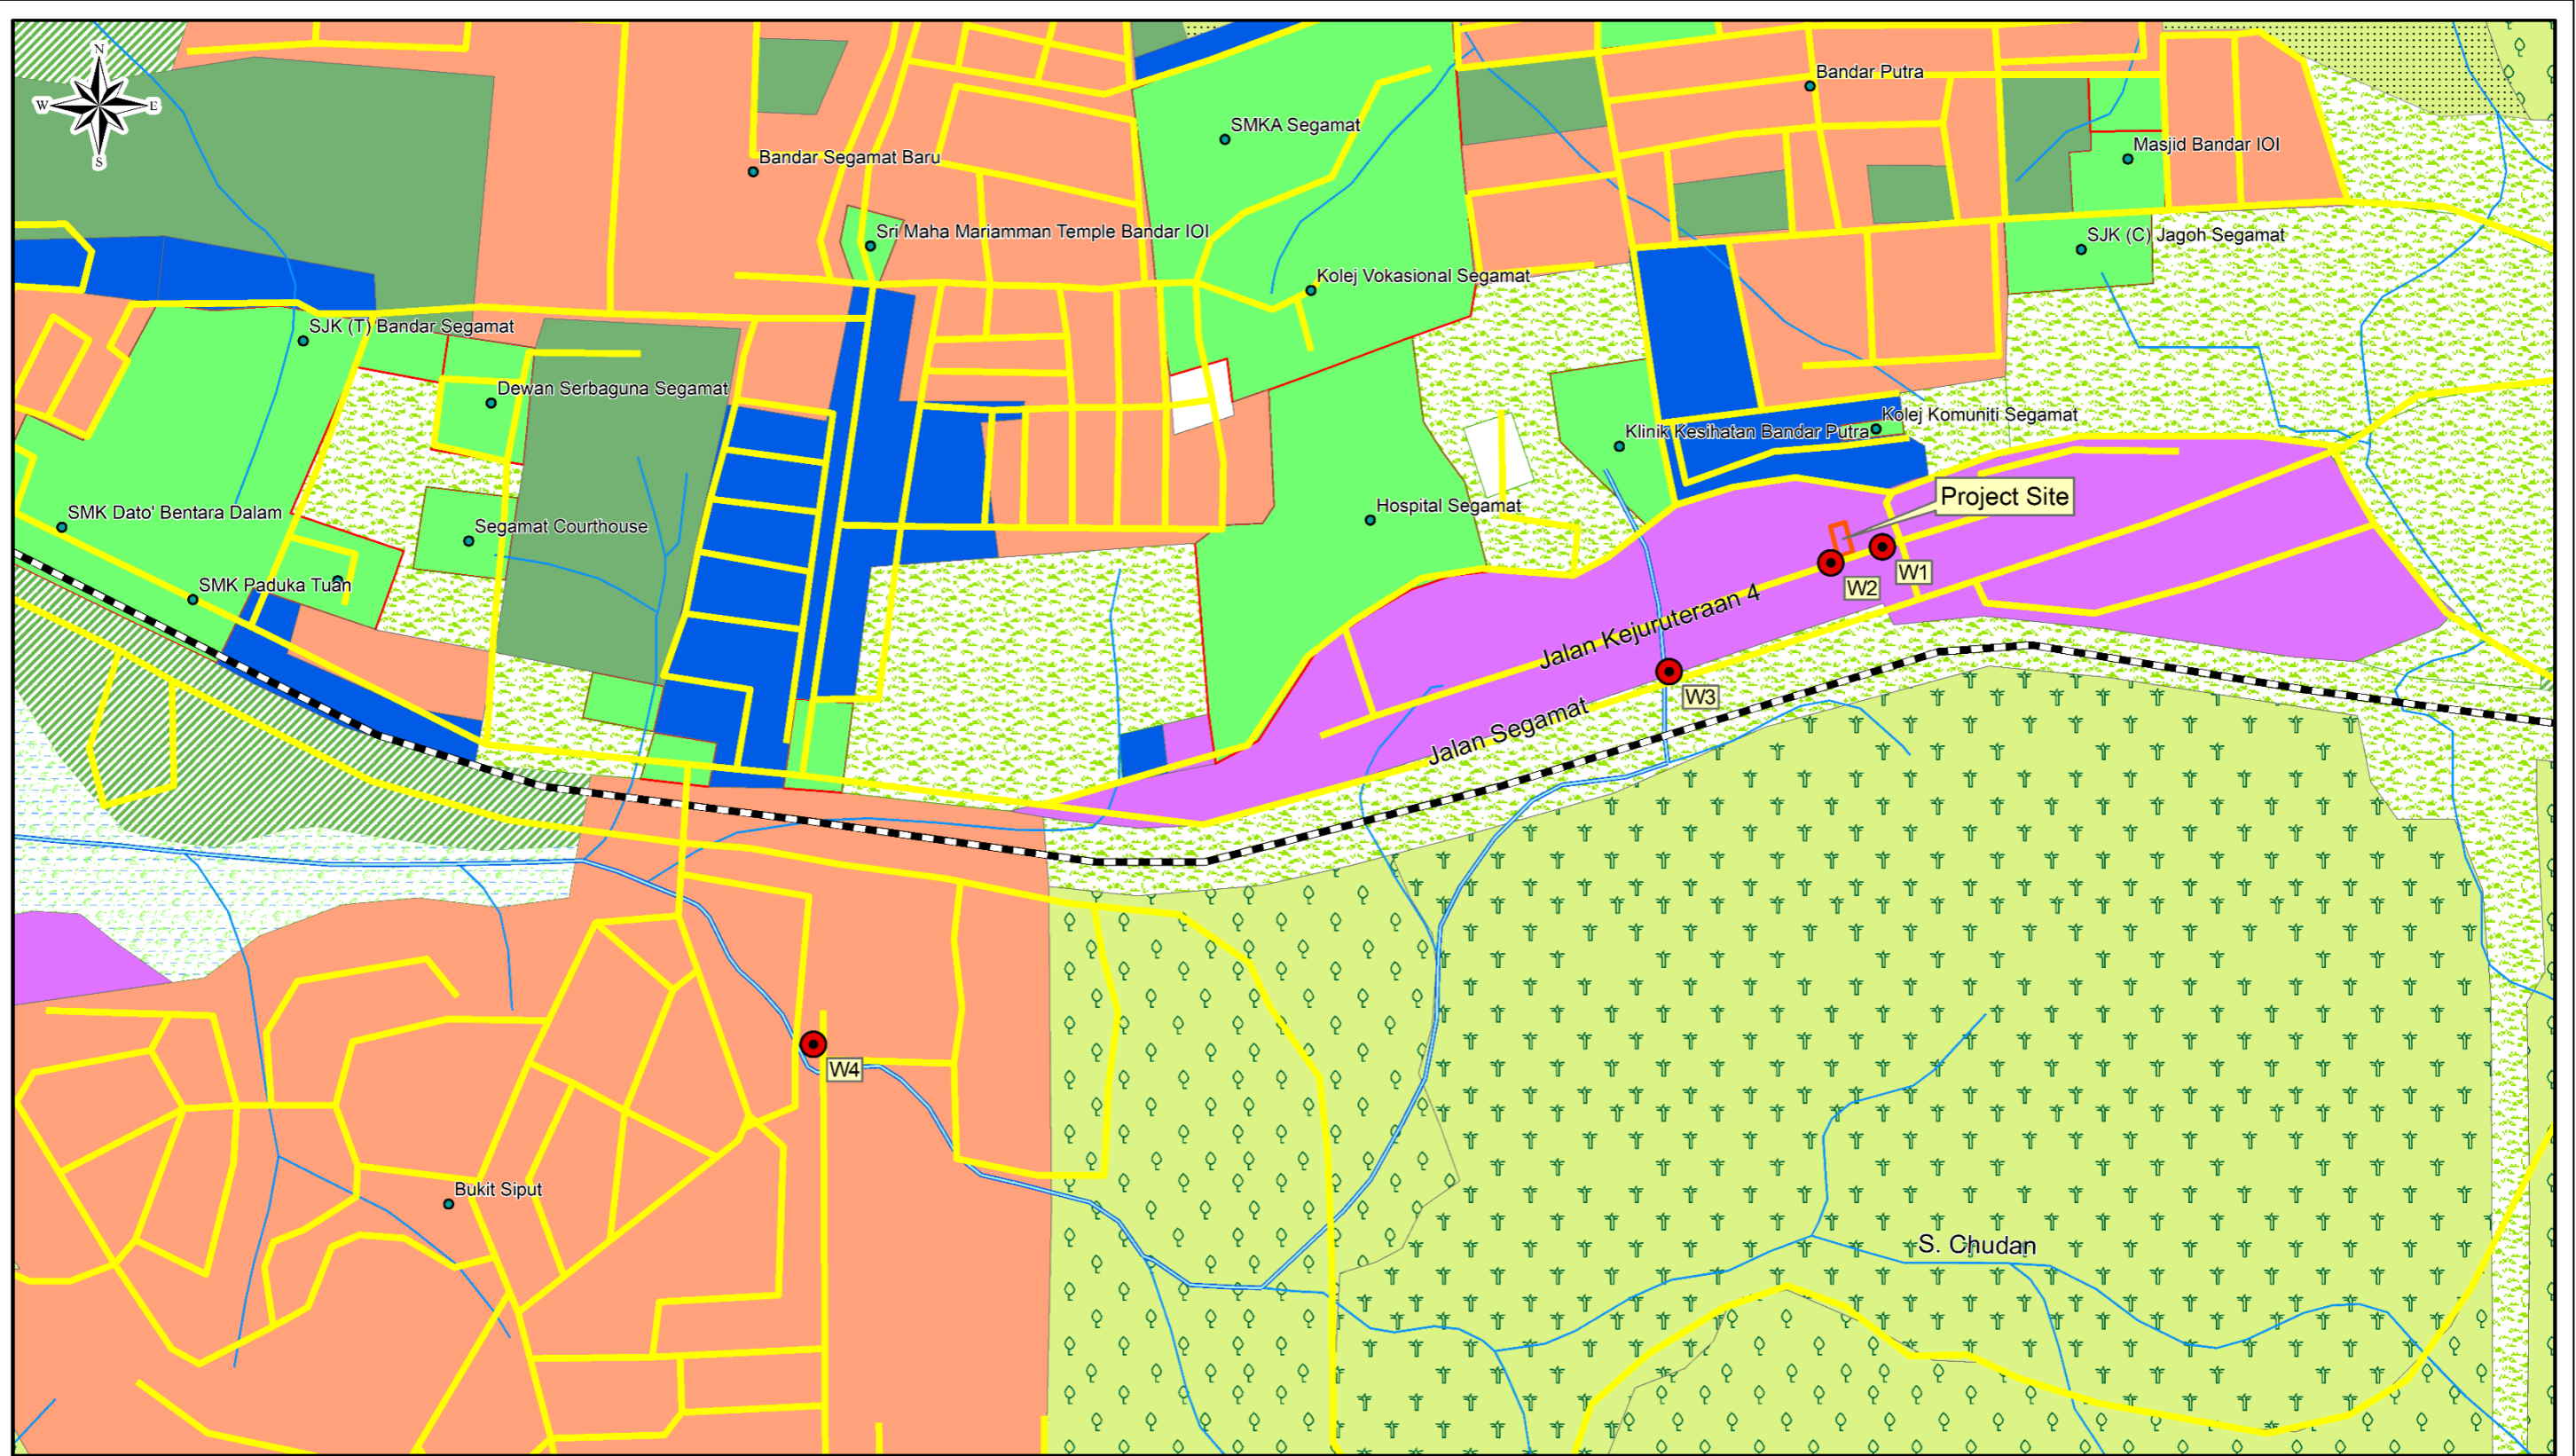 N
W
E
S
Bandar Putra
SMKA Segamat
Masjid Bandar IOI
Bandar Segamat Baru
Sri Maha Mariamman Temple Bandar IOI
SJK (C) Jagoh Segamat
Kolej Vokasional Segamat
SJK (T) Bandar Segamat
Dewan Serbaguna Segamat
Kolej Komuniti Segamat
Klinik Kesihatan Bandar Putra
Project Site
Hospital Segamat
SMK Dato' Bentara Dalam
Segamat Courthouse
W1
W2
SMK Paduka Tuan
Jalan Kejuruteraan 4
W3
Jalan Segamat
W4
Bukit Siput
S. Chudan